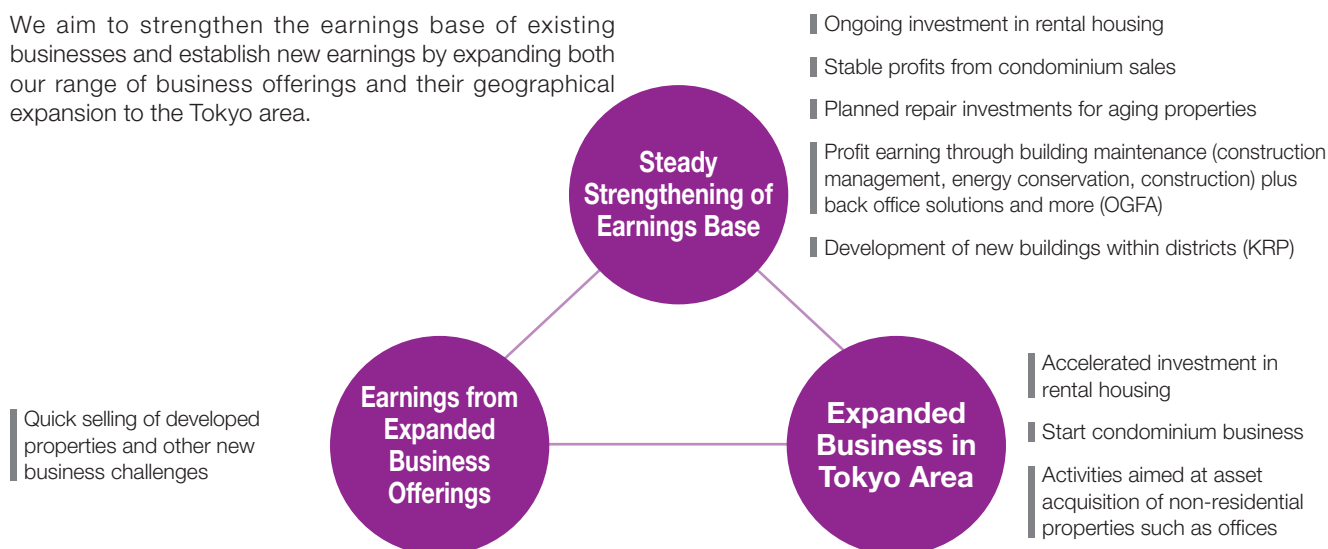 We aim to strengthen the earnings base of existing
businesses and establish new earnings by expanding both
our range of business offerings and their geographical
expansion to the Tokyo area.
Steady
Strengthening of
Earnings Base
Ongoing investment in rental housing
Stable profits from condominium sales
Planned repair investments for aging properties
Profit earning through building maintenance (construction
management, energy conservation, construction) plus
back office solutions and more (OGFA)
Development of new buildings within districts (KRP)
Quick selling of developed
properties and other new
business challenges
Earnings from
Expanded
Business
Offerings
Expanded
Business in
Tokyo Area
Accelerated investment in
rental housing
Start condominium business
Activities aimed at asset
acquisition of non-residential
properties such as offices